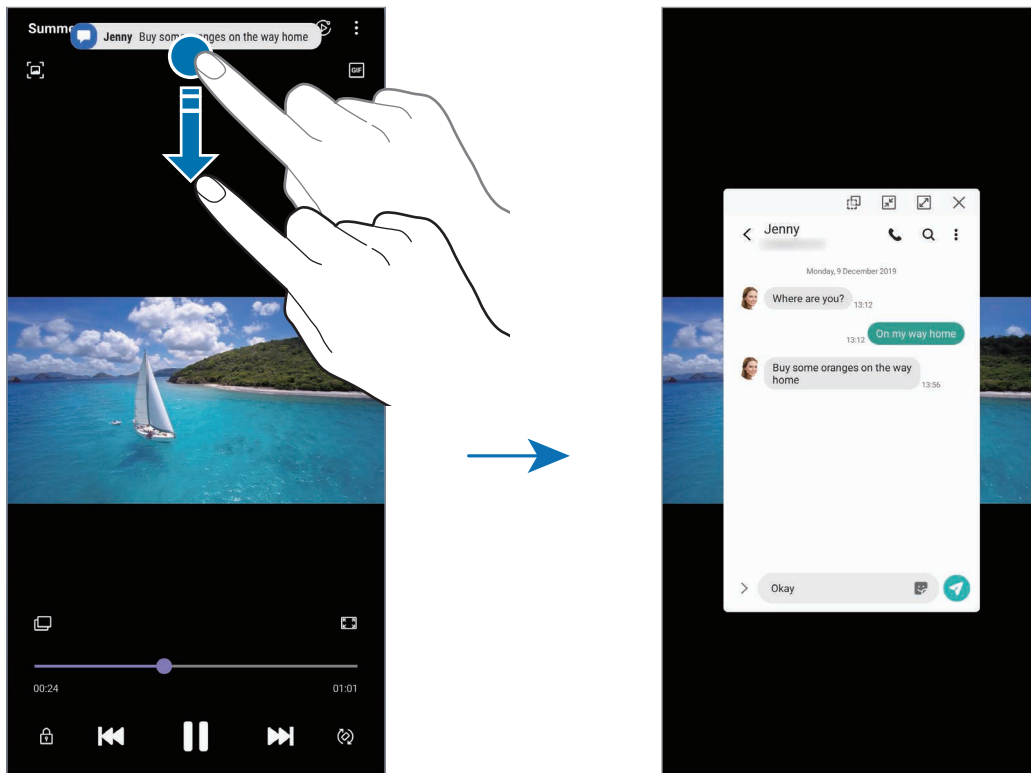 Summe
Jenny Buy some oranges on the way home
GIF
00:24
01:01
Jenny
Monday, 9 December 2019
Where are you?
13:12
On my way home
13:12
Buy some oranges on the way
home
13:56
Okay